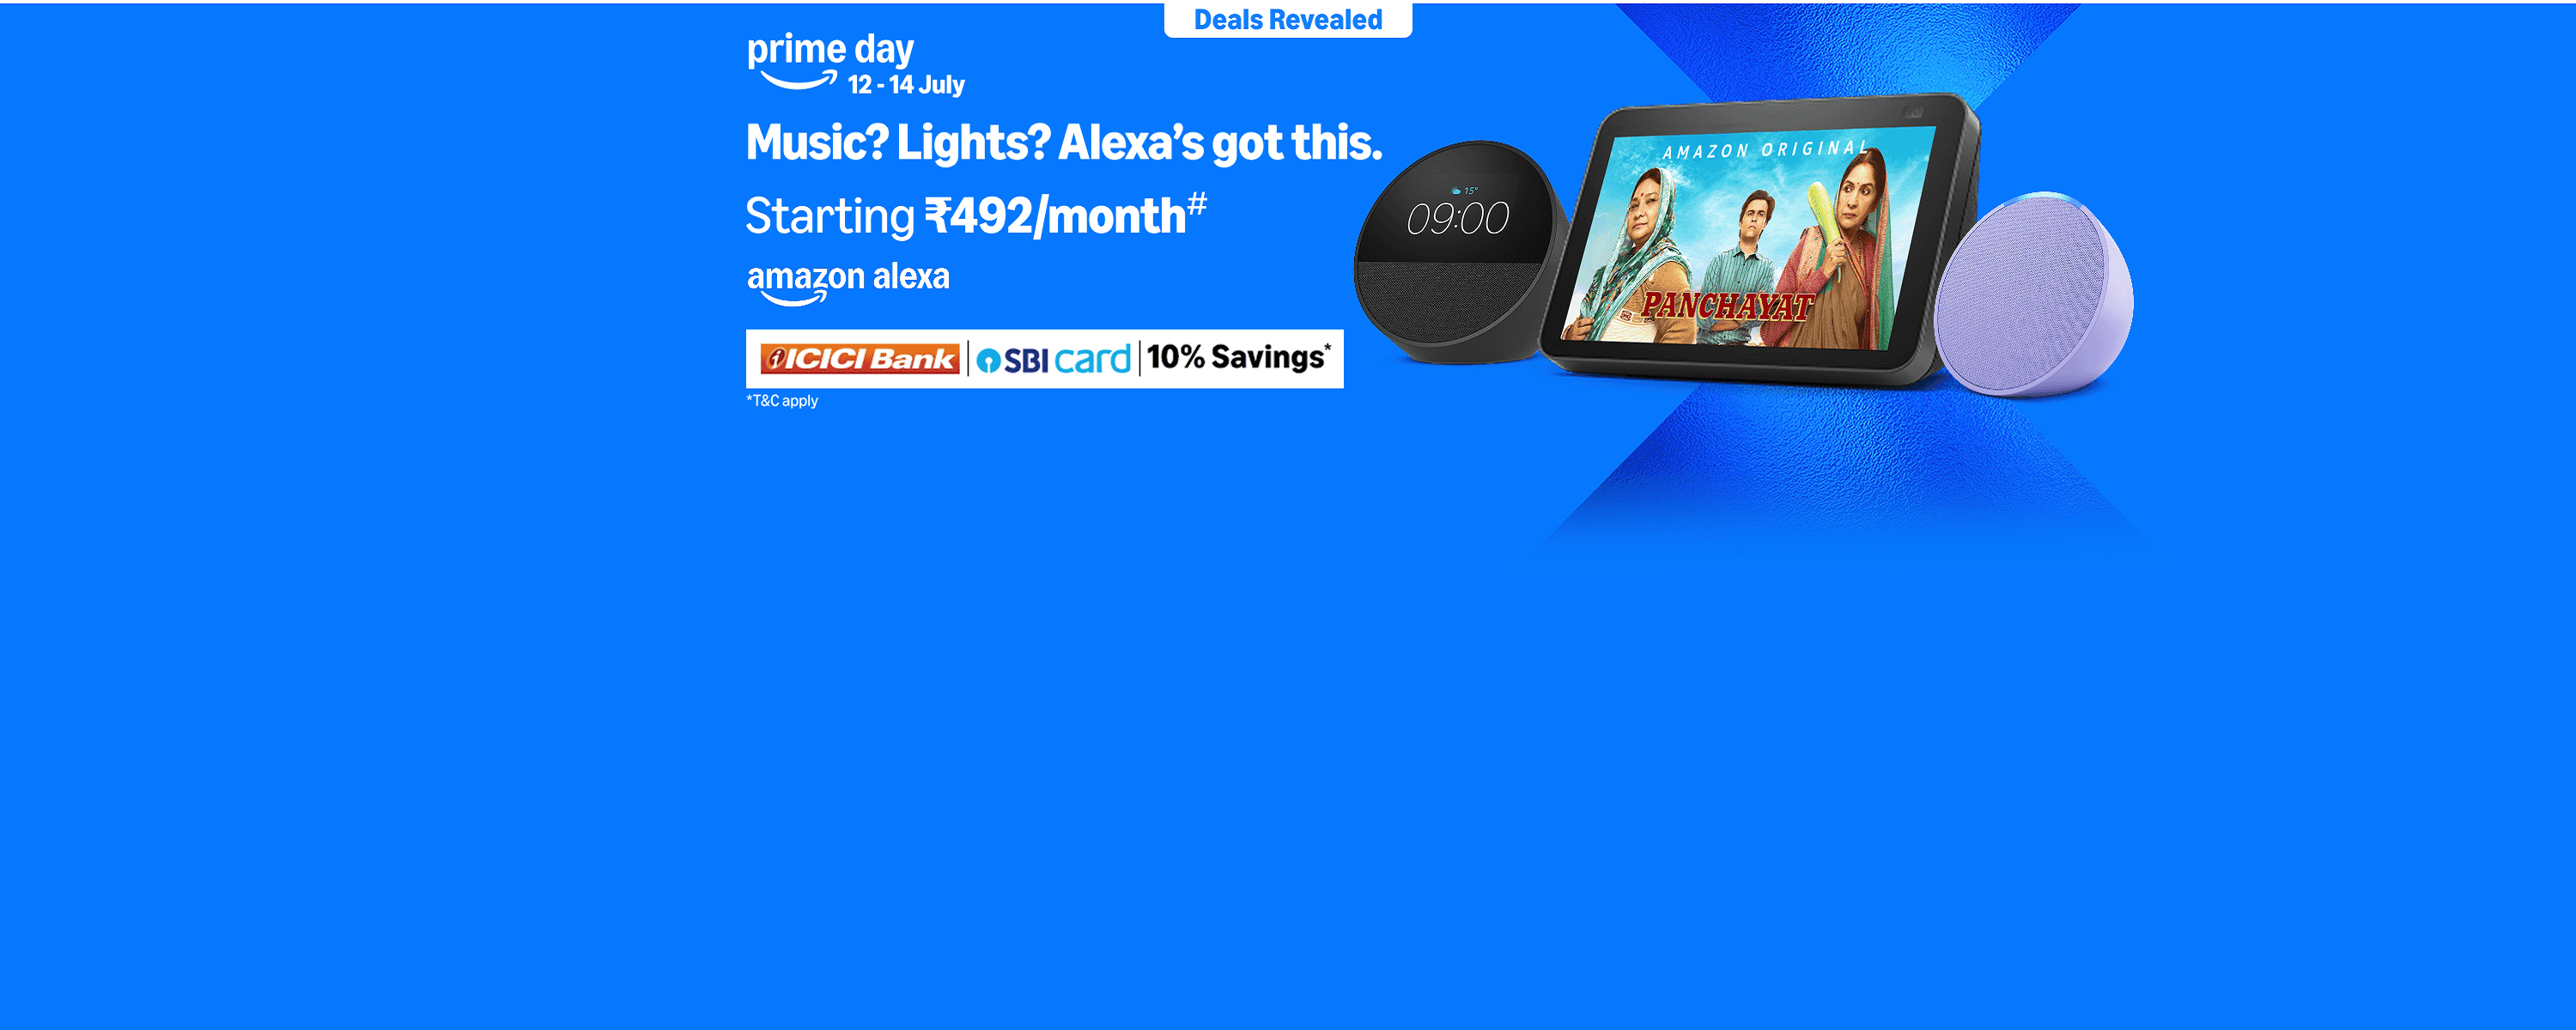 Deals Revealed
prime day
12 - 14 July
Music? Lights? Alexa's got this.
Starting ₹492/month#
amazon alexa
ICICI Bank | SBI card | 10% Savings*
*T&C apply
15°
09:00
AMAZON ORIGINAL
PANCHAYAT